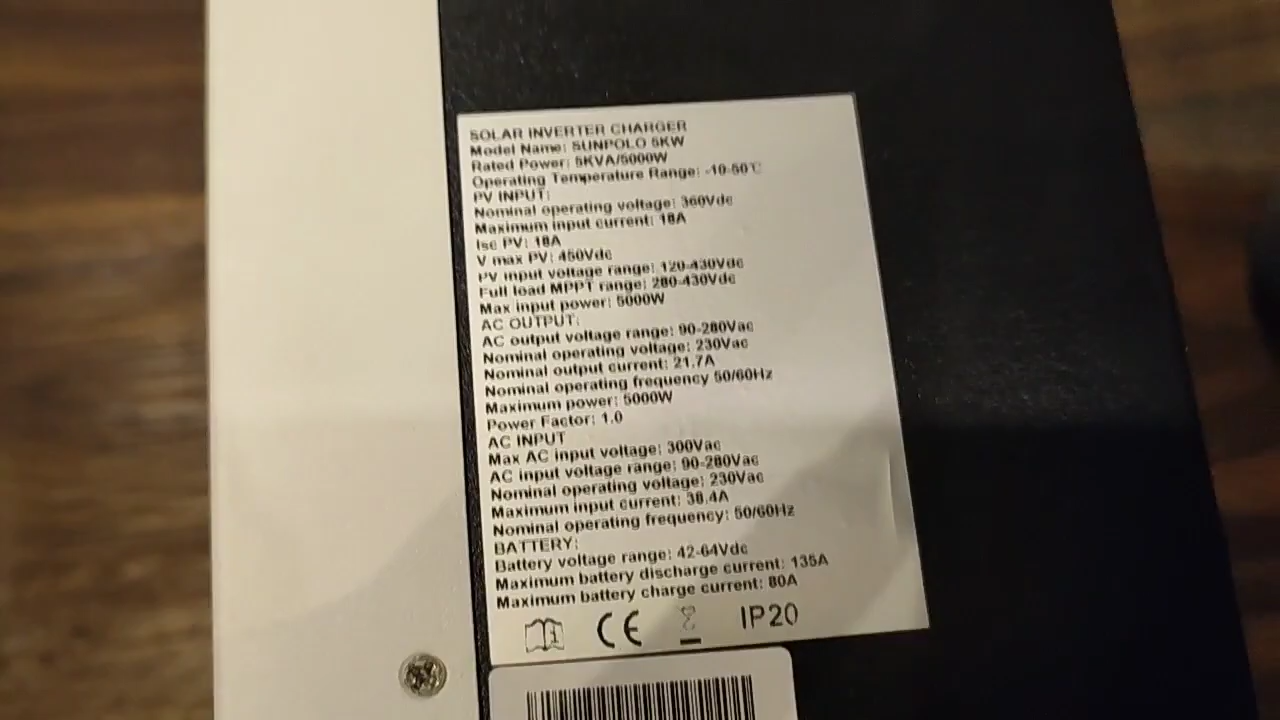 SOLAR INVERTER CHARGER
Model Name: SUNPOLO 5KW
Rated Power: 5KVA/5000W
Operating Temperature Range: -10-50℃
PV INPUT:
Nominal operating voltage: 360Vdc
Maximum input current: 18A
Isc PV: 18A
V max PV: 450Vdc
PV input voltage range: 120-430Vdc
Full load MPPT range: 280-430Vdc
Max input power: 5000W
AC OUTPUT:
AC output voltage range: 90-280Vac
Nominal operating voltage: 230Vac
Nominal output current: 21.7A
Nominal operating frequency 50/60Hz
Maximum power: 5000W
Power Factor: 1.0
AC INPUT
Max AC input voltage: 300Vac
AC input voltage range: 90-280Vac
Nominal operating voltage: 230Vac
Maximum input current: 38.4A
Nominal operating frequency: 50/60Hz
BATTERY:
Battery voltage range: 42-64Vdc
Maximum battery discharge current: 135A
Maximum battery charge current: 80A
CE IP20